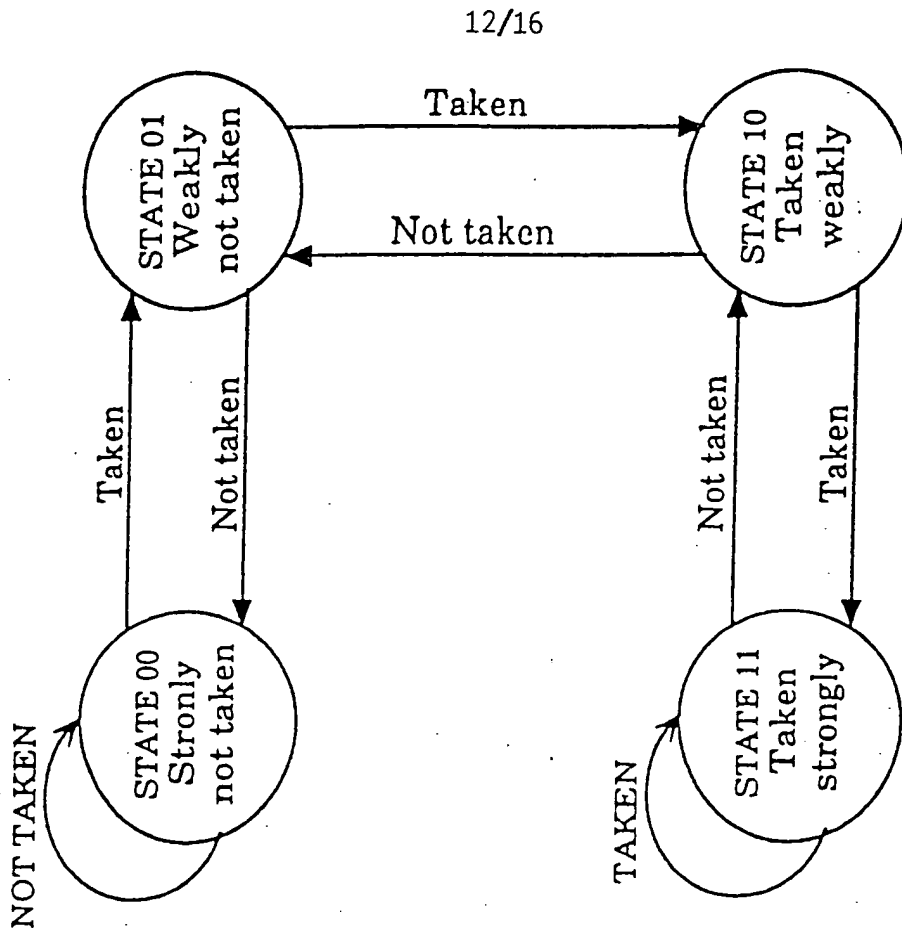 12/16
STATE 01
Weakly
not taken
Taken
Not taken
STATE 10
Taken
weakly
Taken
Not taken
Not taken
Taken
STATE 00
Stronly
not taken
NOT TAKEN
STATE 11
Taken
strongly
TAKEN